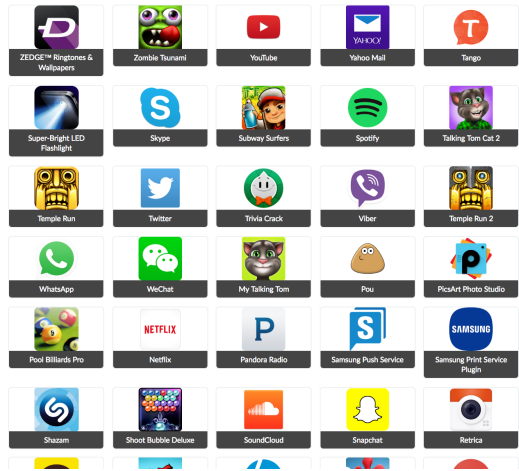 ZEDGE™ Ringtones &
Wallpapers
Zombie Tsunami
YouTube
YAHOO!
Yahoo Mail
T
Tango
Super-Bright LED
Flashlight
S
Skype
Subway Surfers
Spotify
Talking Tom Cat 2
Temple Run
Twitter
Trivia Crack
Viber
Temple Run 2
WhatsApp
WeChat
My Talking Tom
Pou
P
PicsArt Photo Studio
Pool Billiards Pro
NETFLIX
Netflix
P
Pandora Radio
S
Samsung Push Service
SAMSUNG
Samsung Print Service
Plugin
Shazam
Shoot Bubble Deluxe
SoundCloud
Snapchat
Retrica